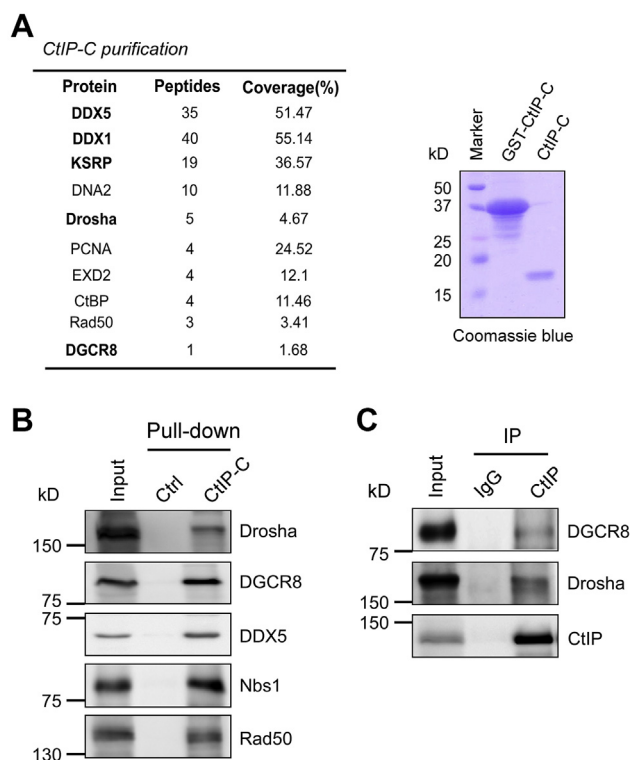 A
CtIP-C purification
Protein Peptides Coverage(%)
DDX5 35 51.47
DDX1 40 55.14
KSRP 19 36.57
DNA2 10 11.88
Drosha 5 4.67
PCNA 4 24.52
EXD2 4 12.1
CtBP 4 11.46
Rad50 3 3.41
DGCR8 1 1.68
kD Marker GST-CtIP-C CtIP-C
50
37
25
20
15
Coomassie blue
B
Pull-down
kD Input Ctrl CtIP-C
Drosha
150
DGCR8
75
75
DDX5
Nbs1
75
Rad50
130
C
IP
kD Input IgG CtIP
DGCR8
75
Drosha
150
150
CtIP